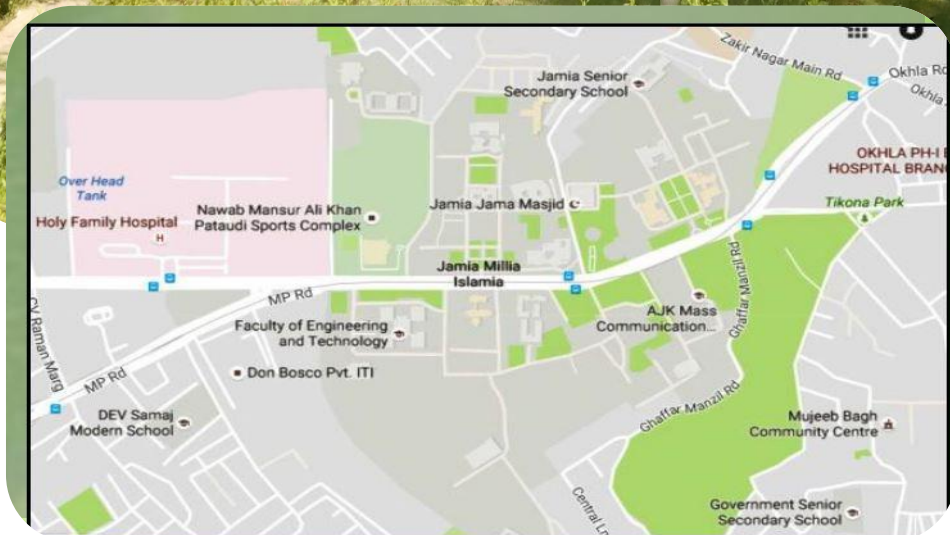 Zakir Nagar Main Rd
Okhla Rd
Okhla
Jamia Senior
Secondary School
OKHLA PH-I
HOSPITAL BRAN
Over Head
Tank
Holy Family Hospital
H
Nawab Mansur Ali Khan
Pataudi Sports Complex
Jamia Jama Masjid
Tikona Park
Jamia Millia
Islamia
MP Rd
Ghaffar Manzil Rd
AJK Mass
Communication...
Faculty of Engineering
and Technology
CV Raman Marg
Don Bosco Pvt. ITI
MP Rd
DEV Samaj
Modern School
Ghaffar Manzil Rd
Mujeeb Bagh
Community Centre
Central Ln
Government Senior
Secondary School